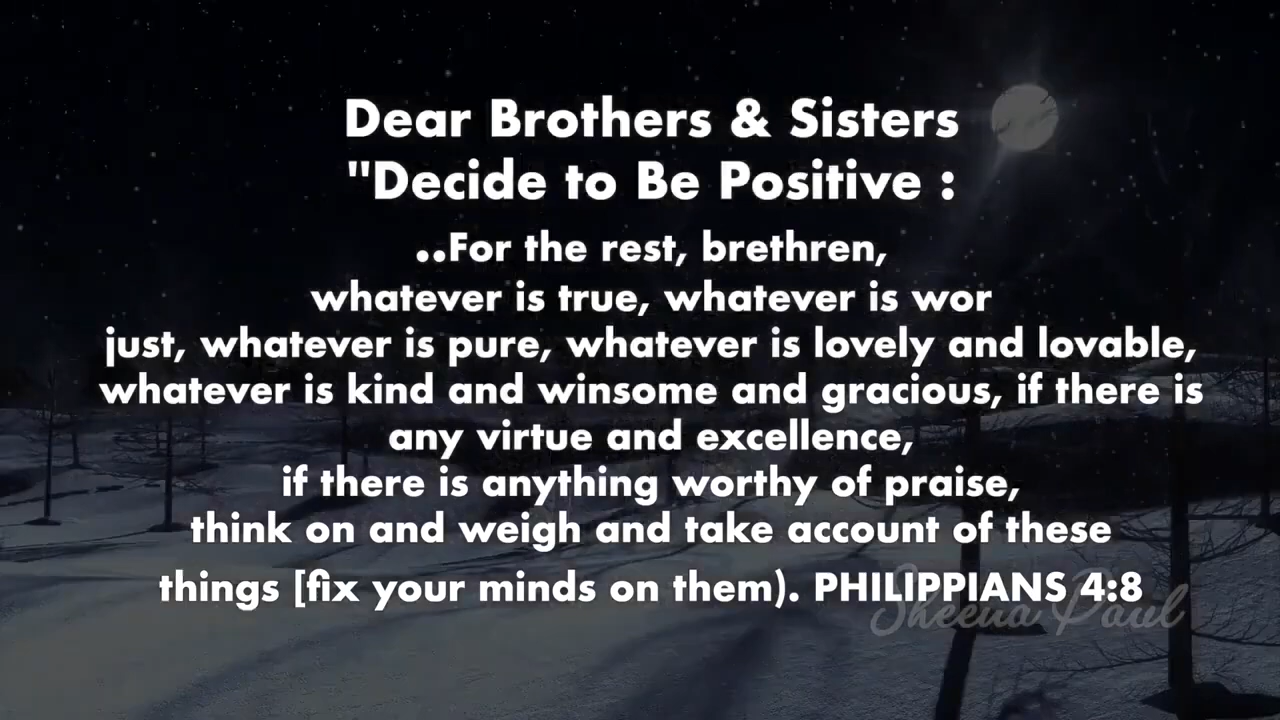 Dear Brothers & Sisters
"Decide to Be Positive :
..For the rest, brethren,
whatever is true, whatever is wor
just, whatever is pure, whatever is lovely and lovable,
whatever is kind and winsome and gracious, if there is
any virtue and excellence,
if there is anything worthy of praise,
think on and weigh and take account of these
things [fix your minds on them). PHILIPPIANS 4:8
Sheena Paul